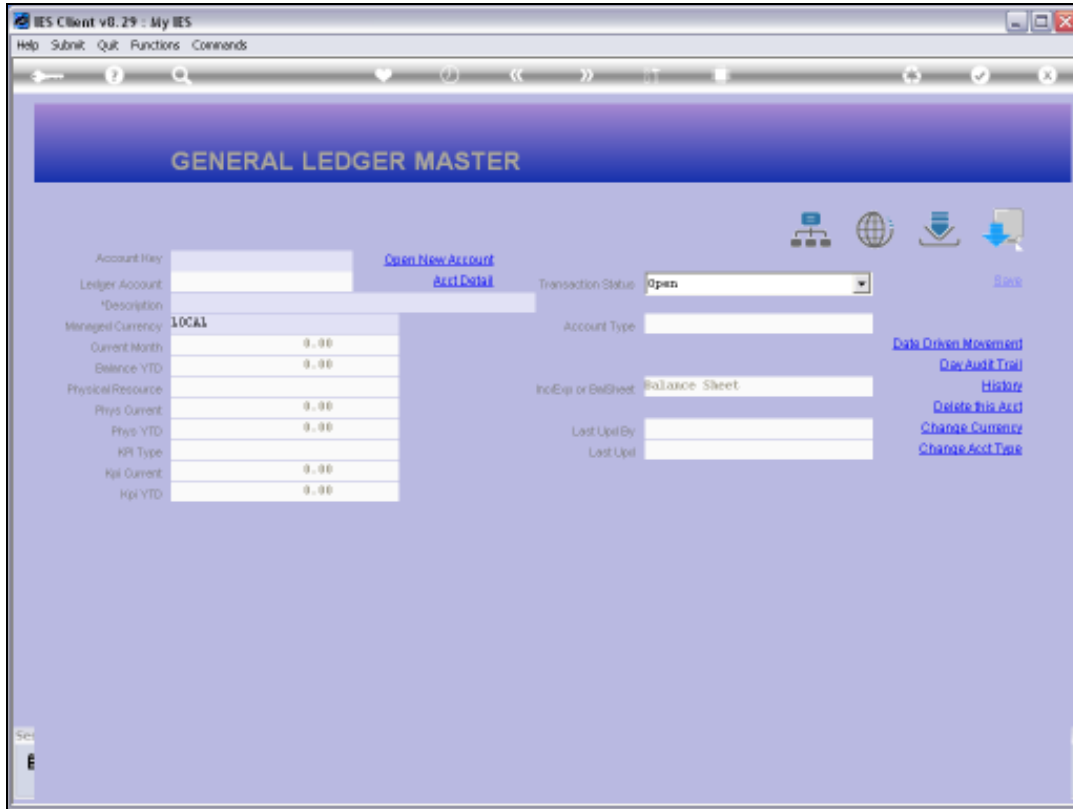 IES Client v8.29 : My IES
Help Submit Quit Functions Commands
GENERAL LEDGER MASTER
Account Key
Open New Account
Ledger Account
Acct Detail
Transaction Status
Open
Save
*Description
Managed Currency
LOCAL
Account Type
Current Month
0.00
Date Driven Movement
Balance YTD
0.00
Day Audit Trail
Physical Resource
Inc/Exp or BalSheet
Balance Sheet
History
Phys Current
0.00
Delete this Acct
Phys YTD
0.00
Last Upd By
Change Currency
KPI Type
Last Upd
Change Acct Type
Kpi Current
0.00
Kpi YTD
0.00